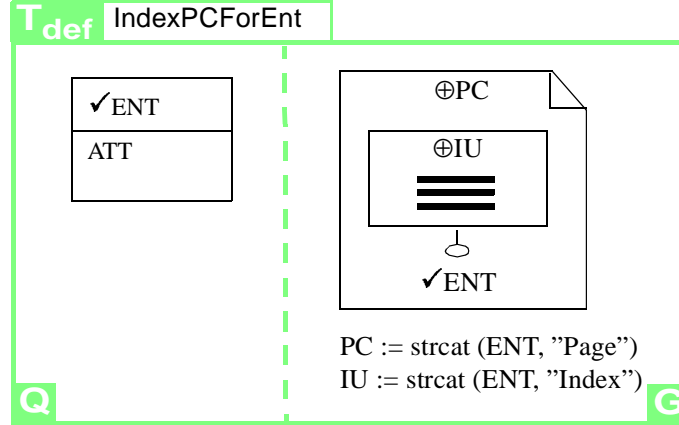 Tdef IndexPCForEnt
✓ENT
ATT
⊕PC
⊕IU
✓ENT
PC := strcat (ENT, ”Page”)
IU := strcat (ENT, ”Index”)
Q
G